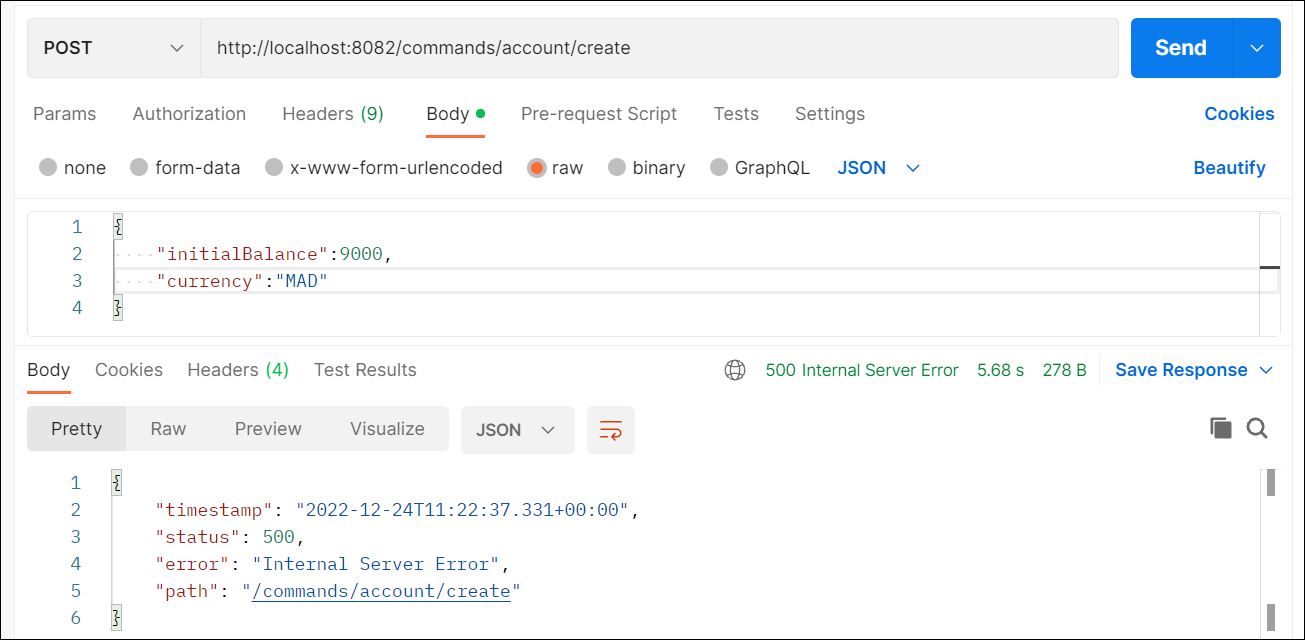 POST http://localhost:8082/commands/account/create Send
Params Authorization Headers (9) Body Pre-request Script Tests Settings Cookies
none form-data x-www-form-urlencoded raw binary GraphQL JSON Beautify
1 {
2 "initialBalance":9000,
3 "currency":"MAD"
4 }
Body Cookies Headers (4) Test Results 500 Internal Server Error 5.68 s 278 B Save Response
Pretty Raw Preview Visualize JSON
1 {
2 "timestamp": "2022-12-24T11:22:37.331+00:00",
3 "status": 500,
4 "error": "Internal Server Error",
5 "path": "/commands/account/create"
6 }